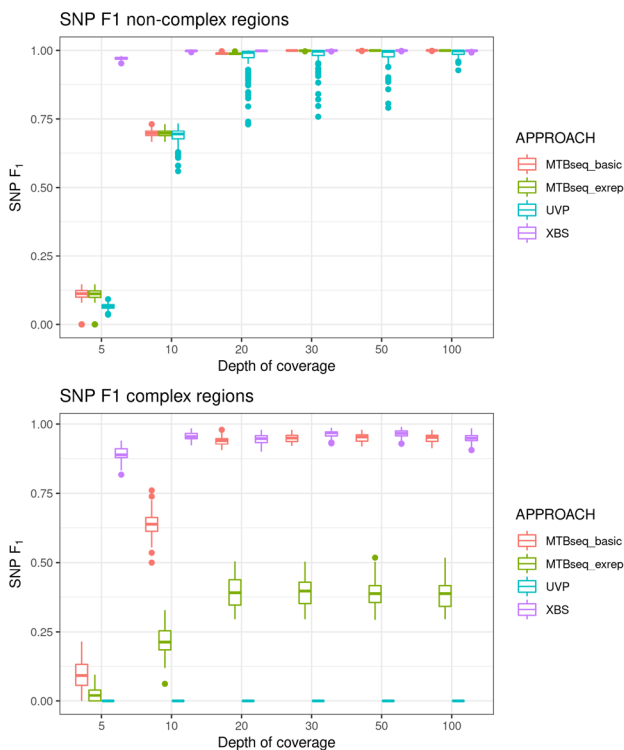 SNP F1 non-complex regions
1.00
0.75
0.50
0.25
0.00
SNP F1
5 10 20 30 50 100
Depth of coverage
APPROACH
MTBseq_basic
MTBseq_exrep
UVP
XBS
SNP F1 complex regions
1.00
0.75
0.50
0.25
0.00
SNP F1
5 10 20 30 50 100
Depth of coverage
APPROACH
MTBseq_basic
MTBseq_exrep
UVP
XBS